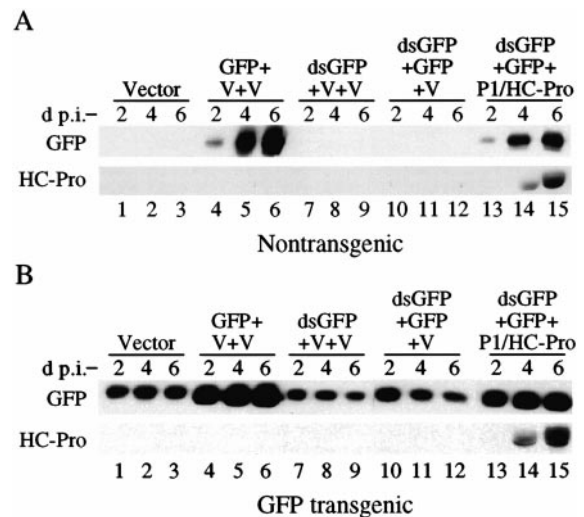 A
dsGFP dsGFP
GFP+ dsGFP +GFP +GFP+
Vector V+V +V+V +V P1/HC-Pro
d p.i.– 2 4 6 2 4 6 2 4 6 2 4 6 2 4 6
GFP
HC-Pro
1 2 3 4 5 6 7 8 9 10 11 12 13 14 15
Nontransgenic
B
dsGFP dsGFP
GFP+ dsGFP +GFP +GFP+
Vector V+V +V+V +V P1/HC-Pro
d p.i.– 2 4 6 2 4 6 2 4 6 2 4 6 2 4 6
GFP
HC-Pro
1 2 3 4 5 6 7 8 9 10 11 12 13 14 15
GFP transgenic